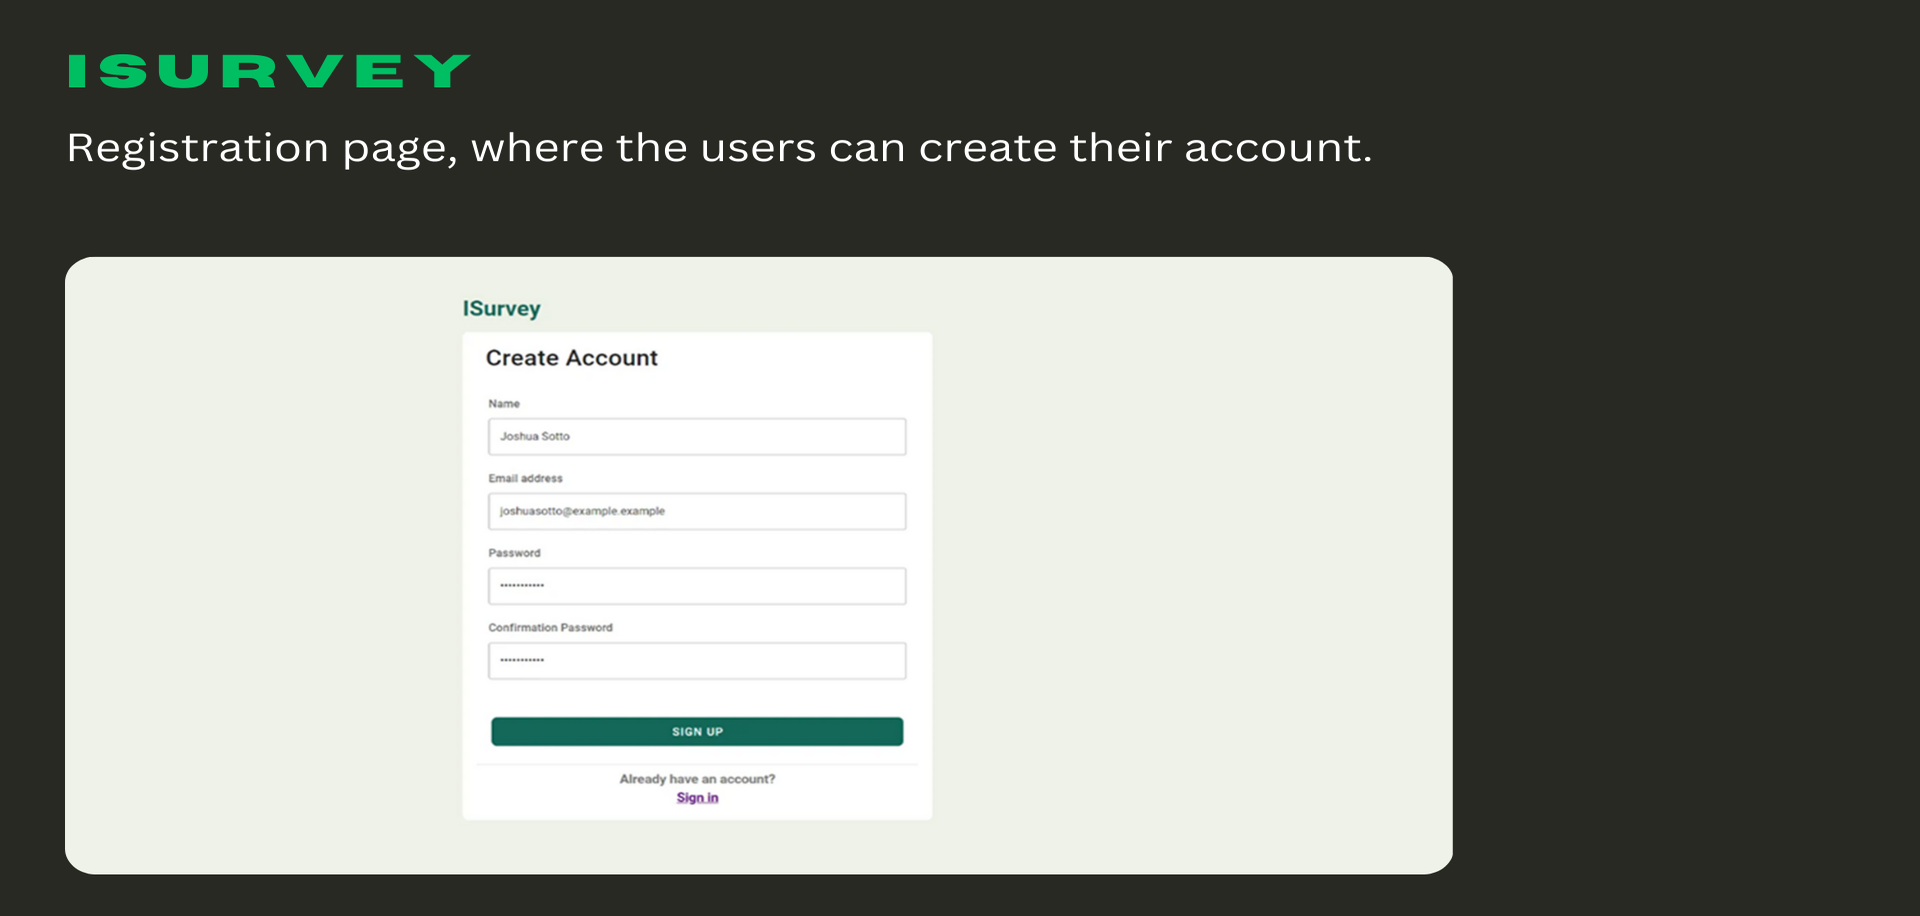 ISURVEY
Registration page, where the users can create their account.
ISurvey
Create Account
Name
Joshua Sotto
Email address
joshuasotto@example.example
Password
•••••••••••
Confirmation Password
•••••••••••
SIGN UP
Already have an account?
Sign in